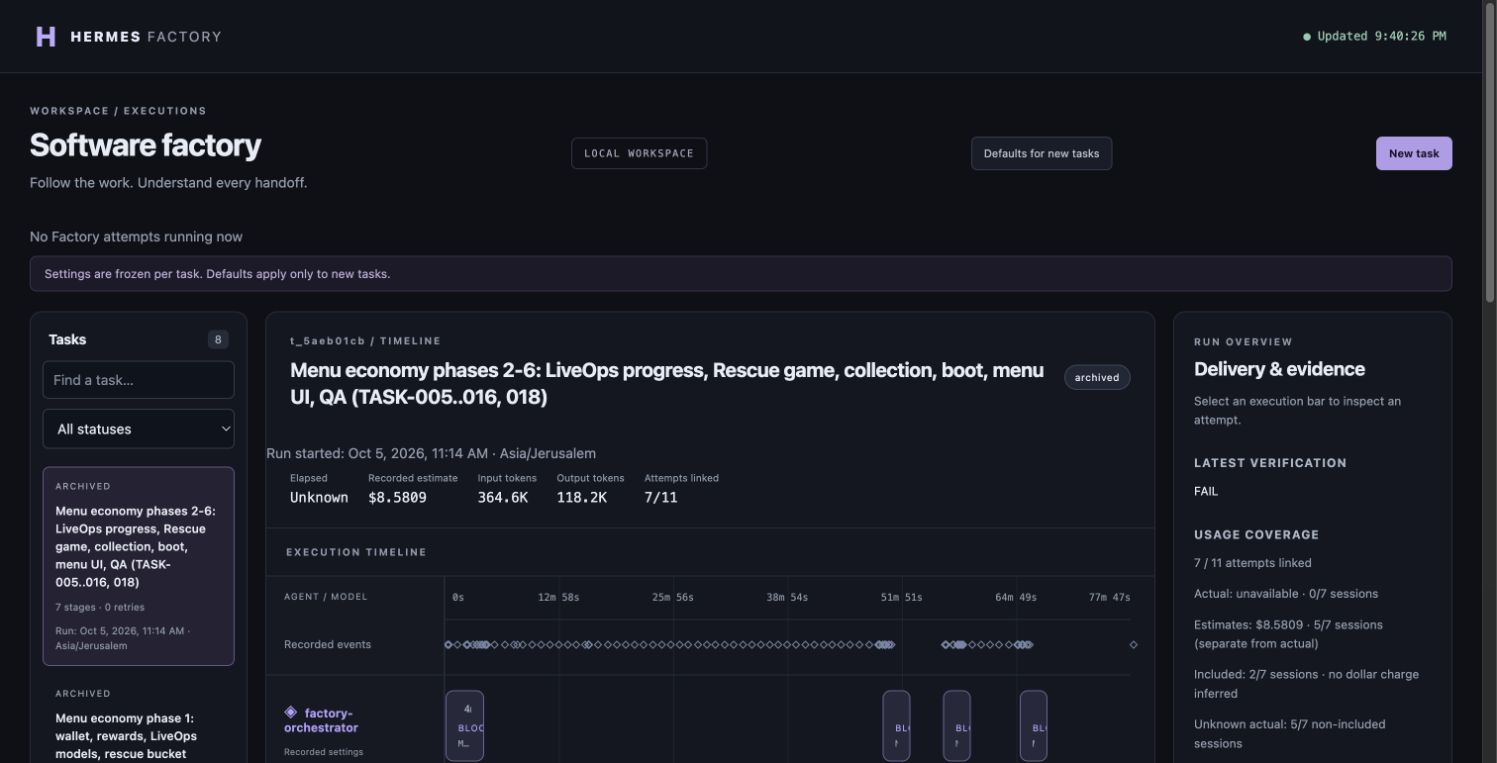 H HERMES FACTORY
Updated 9:40:26 PM
WORKSPACE / EXECUTIONS
Software factory
Follow the work. Understand every handoff.
LOCAL WORKSPACE
Defaults for new tasks
New task
No Factory attempts running now
Settings are frozen per task. Defaults apply only to new tasks.
Tasks
8
Find a task...
All statuses
ARCHIVED
Menu economy phases 2-6:
LiveOps progress, Rescue
game, collection, boot,
menu UI, QA (TASK-
005..016, 018)
7 stages · 0 retries
Run: Oct 5, 2026, 11:14 AM ·
Asia/Jerusalem
ARCHIVED
Menu economy phase 1:
wallet, rewards, LiveOps
models, rescue bucket
t_5aeb01cb / TIMELINE
Menu economy phases 2-6: LiveOps progress, Rescue game, collection, boot, menu
UI, QA (TASK-005..016, 018)
archived
Run started: Oct 5, 2026, 11:14 AM · Asia/Jerusalem
Elapsed Recorded estimate Input tokens Output tokens Attempts linked
Unknown $8.5809 364.6K 118.2K 7/11
EXECUTION TIMELINE
AGENT / MODEL 0s 12m 58s 25m 56s 38m 54s 51m 51s 64m 49s 77m 47s
Recorded events
factory-
orchestrator
Recorded settings
BLOC
M…
RUN OVERVIEW
Delivery & evidence
Select an execution bar to inspect an
attempt.
LATEST VERIFICATION
FAIL
USAGE COVERAGE
7 / 11 attempts linked
Actual: unavailable · 0/7 sessions
Estimates: $8.5809 · 5/7 sessions
(separate from actual)
Included: 2/7 sessions · no dollar charge
inferred
Unknown actual: 5/7 non-included
sessions